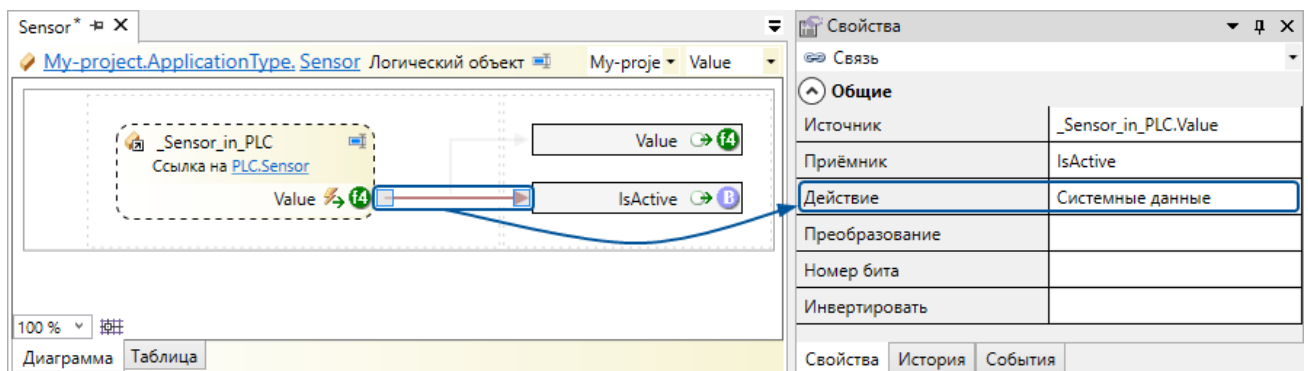 Sensor*
My-project.ApplicationType. Sensor Логический объект My-proje Value
_Sensor_in_PLC
Ссылка на PLC.Sensor
Value f4
Value f4
IsActive B
100 %
Диаграмма Таблица
Свойства
Связь
Общие
Источник _Sensor_in_PLC.Value
Приёмник IsActive
Действие Системные данные
Преобразование
Номер бита
Инвертировать
Свойства История События